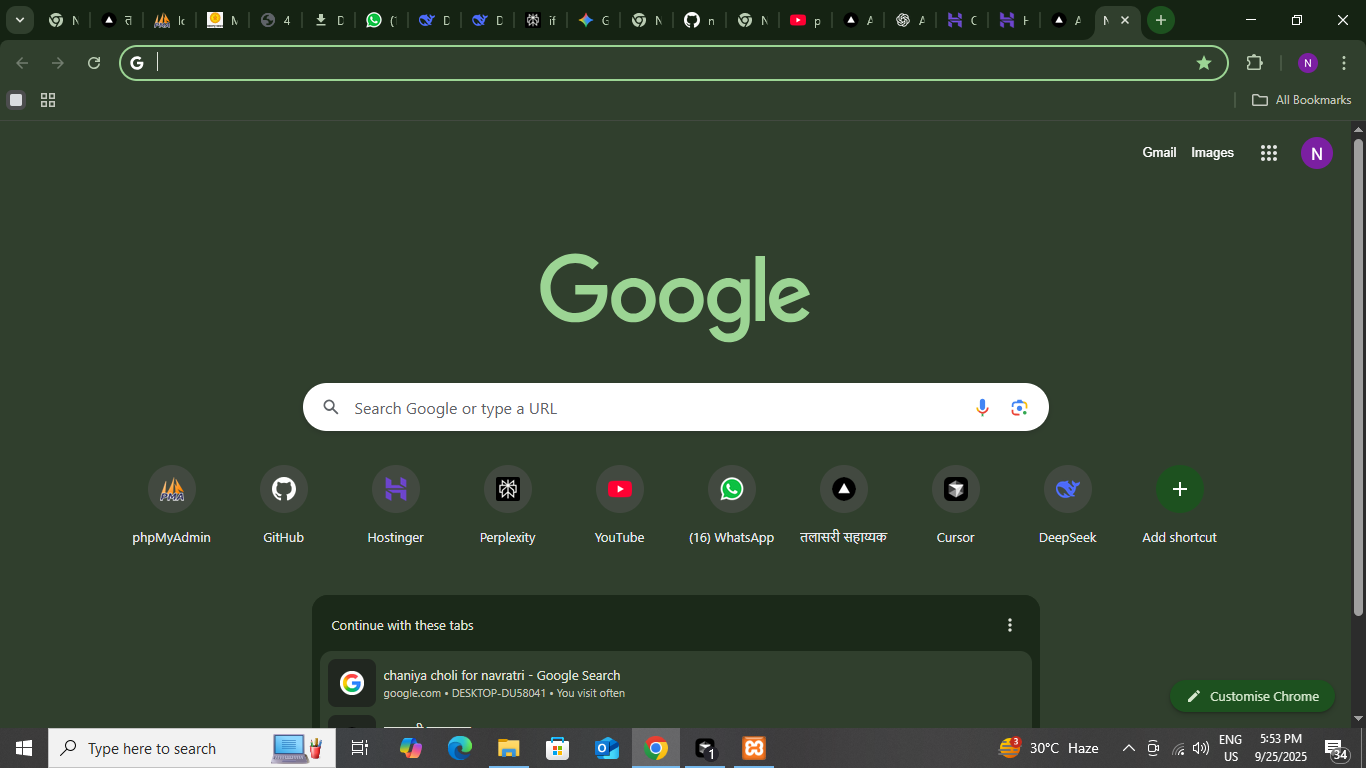 All Bookmarks
Gmail Images
N
Google
Search Google or type a URL
phpMyAdmin
GitHub
Hostinger
Perplexity
YouTube
(16) WhatsApp
तलासरी सहाय्यक
Cursor
DeepSeek
Add shortcut
Continue with these tabs
chaniya choli for navratri - Google Search
google.com • DESKTOP-DU58041 • You visit often
Customise Chrome
Type here to search
30°C Haze
ENG
US
5:53 PM
9/25/2025
34